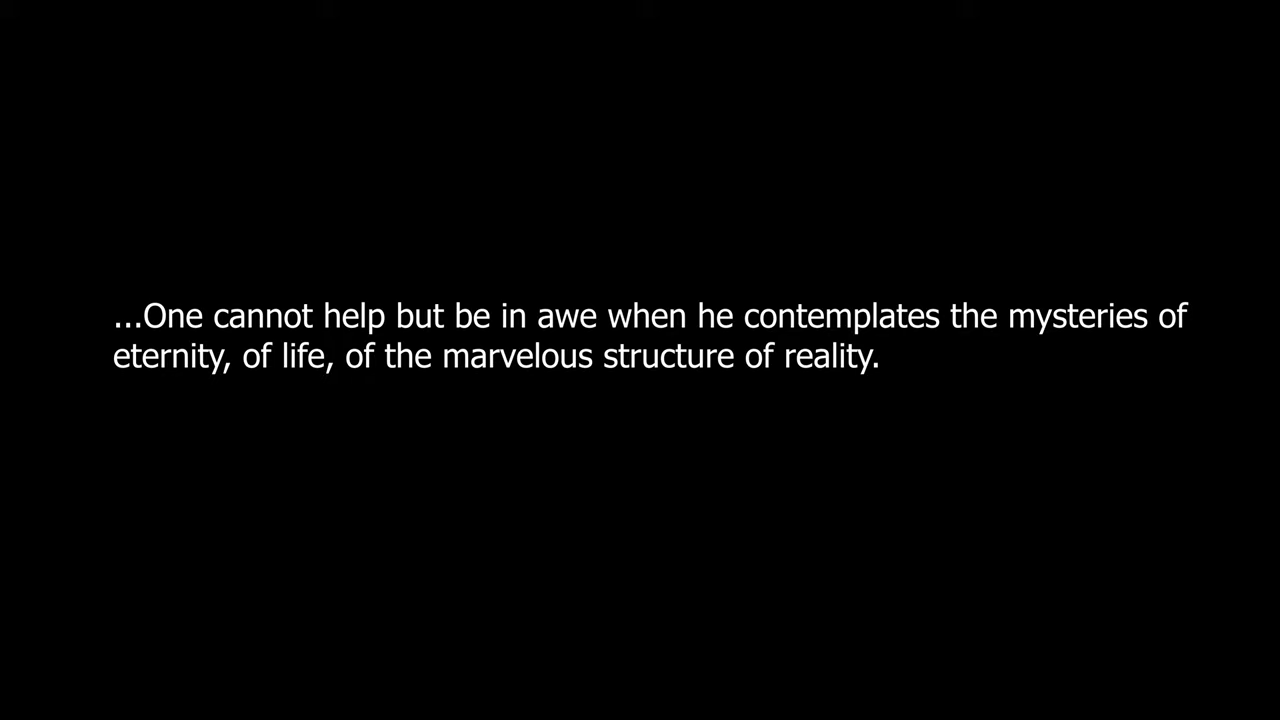 ...One cannot help but be in awe when he contemplates the mysteries of
eternity, of life, of the marvelous structure of reality.